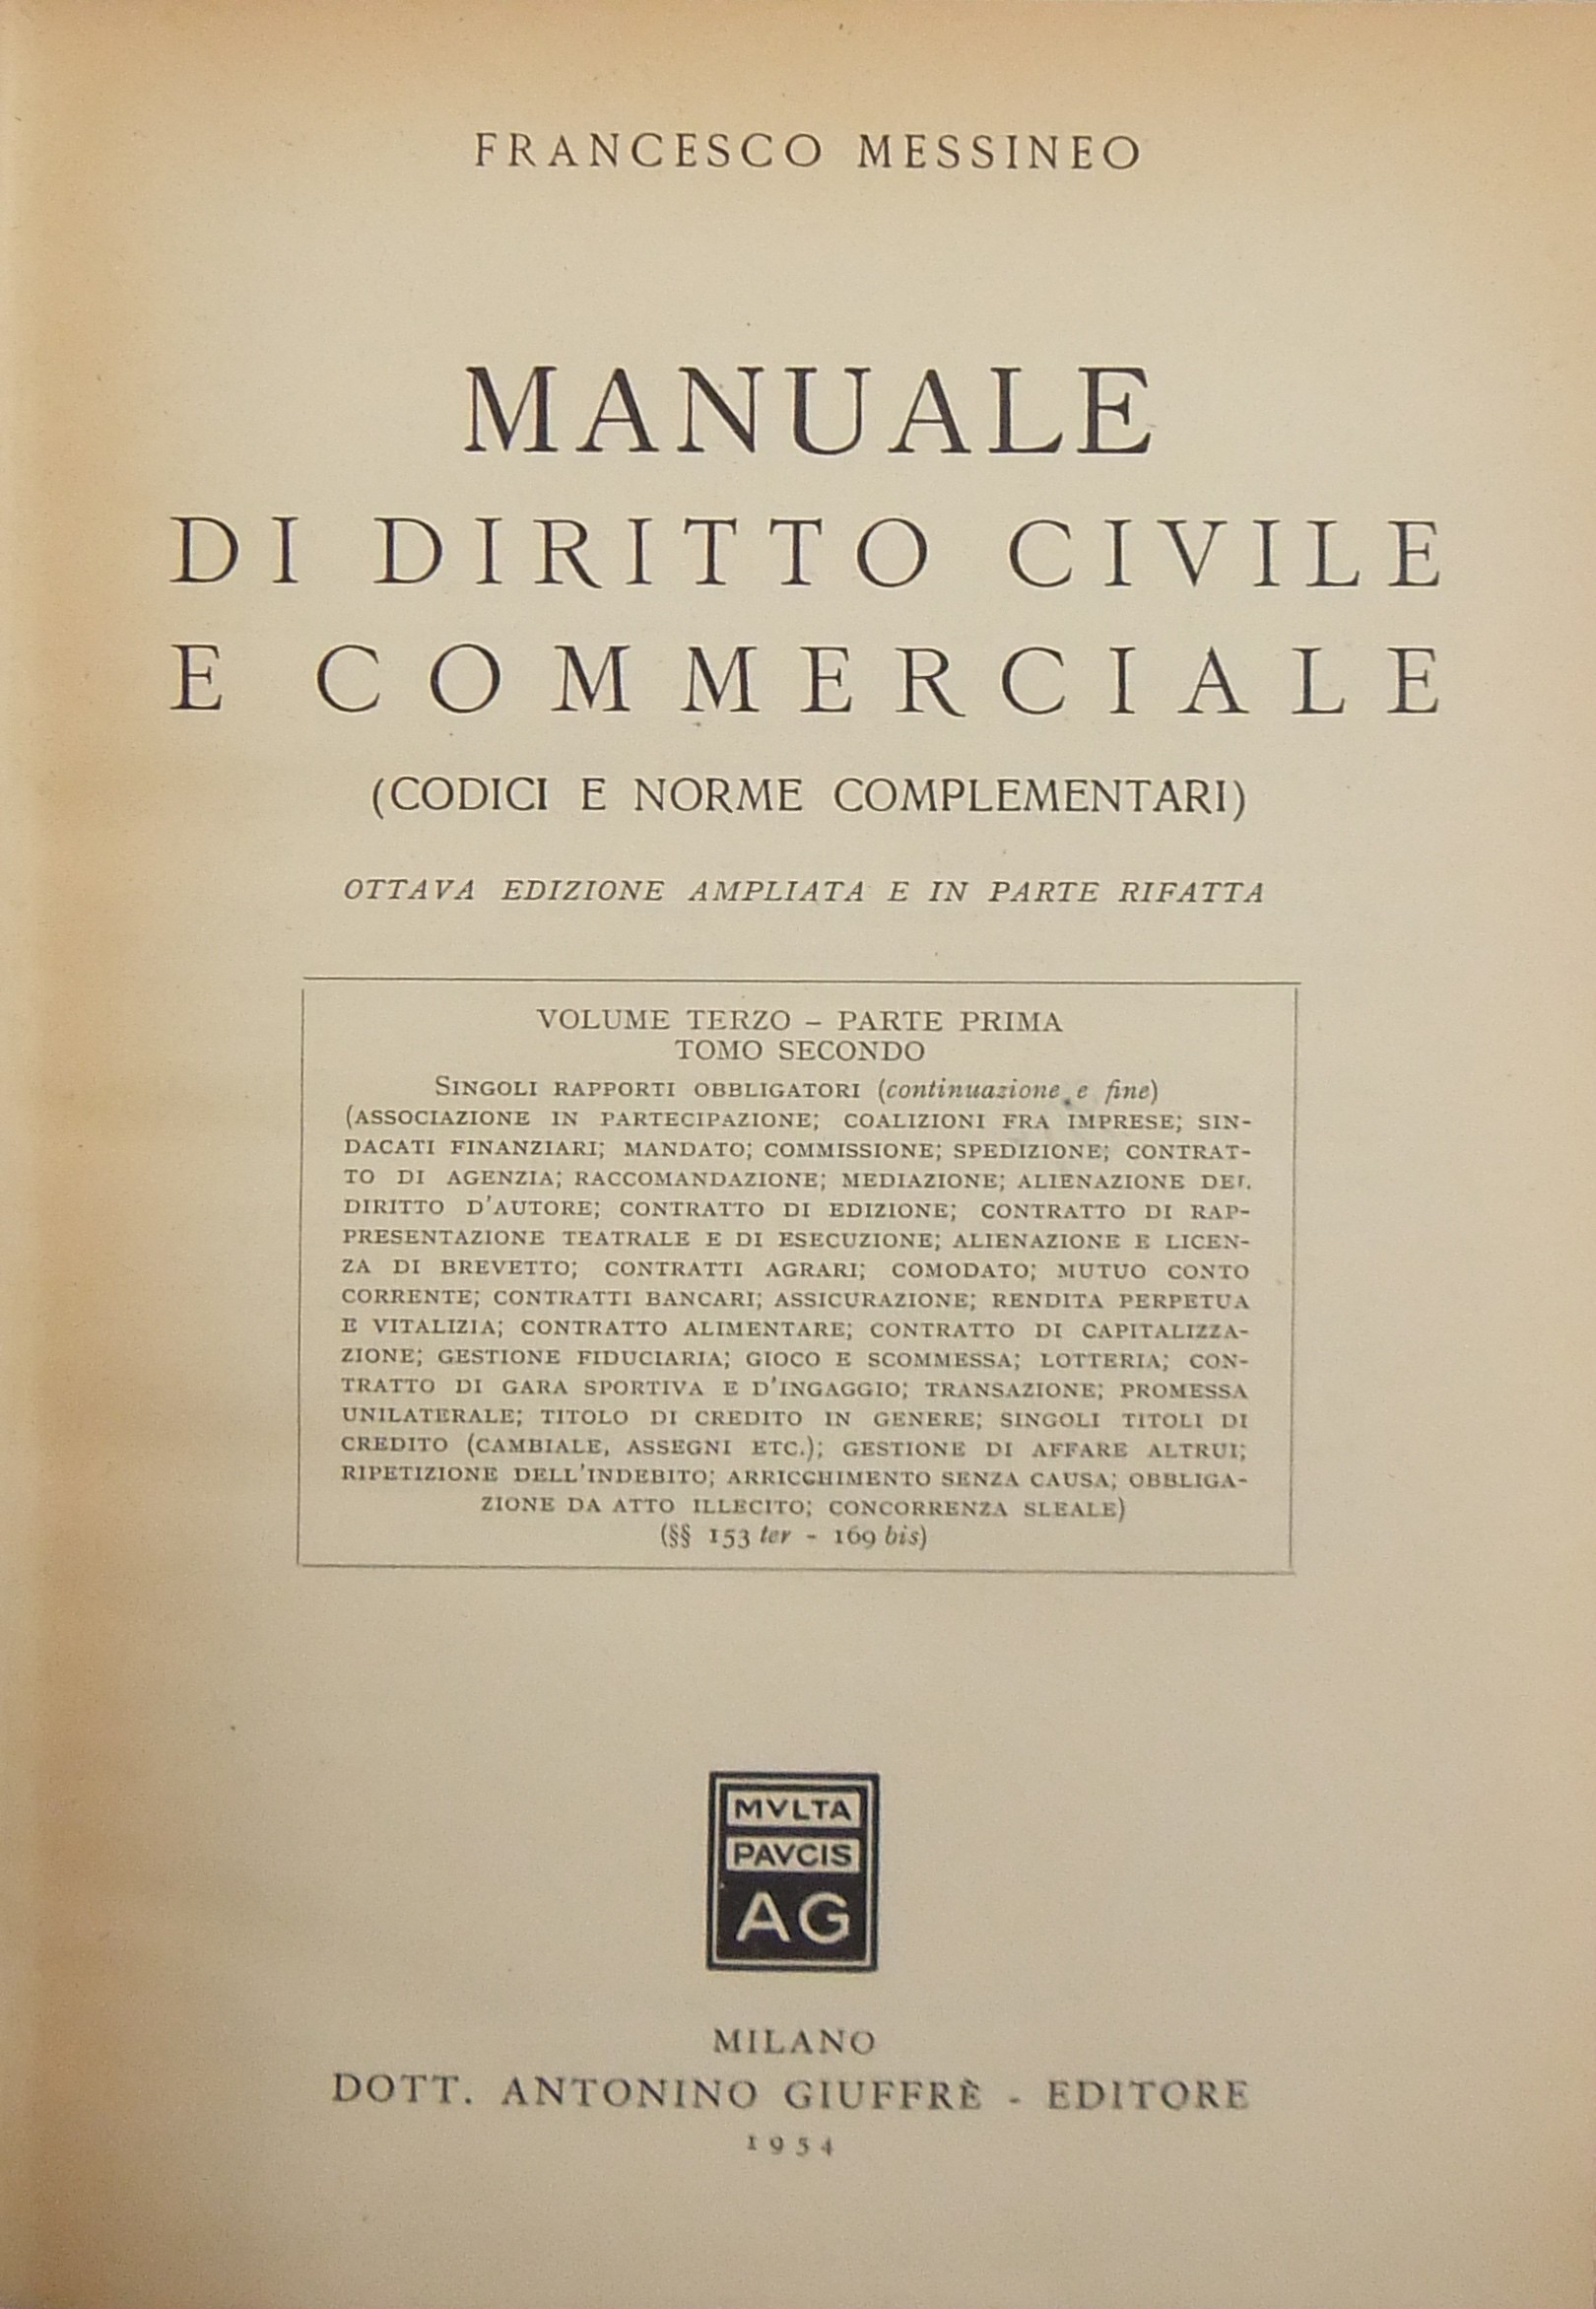 FRANCESCO MESSINEO
MANUALE
DI DIRITTO CIVILE
E COMMERCIALE
(CODICI E NORME COMPLEMENTARI)
OTTAVA EDIZIONE AMPLIATA E IN PARTE RIFATTA
VOLUME TERZO – PARTE PRIMA
TOMO SECONDO
SINGOLI RAPPORTI OBBLIGATORI (continuazione e fine)
(ASSOCIAZIONE IN PARTECIPAZIONE; COALIZIONI FRA IMPRESE; SIN-
DACATI FINANZIARI; MANDATO; COMMISSIONE; SPEDIZIONE; CONTRAT-
TO DI AGENZIA; RACCOMANDAZIONE; MEDIAZIONE; ALIENAZIONE DEL
DIRITTO D'AUTORE; CONTRATTO DI EDIZIONE; CONTRATTO DI RAP-
PRESENTAZIONE TEATRALE E DI ESECUZIONE; ALIENAZIONE E LICEN-
ZA DI BREVETTO; CONTRATTI AGRARI; COMODATO; MUTUO CONTO
CORRENTE; CONTRATTI BANCARI; ASSICURAZIONE; RENDITA PERPETUA
E VITALIZIA; CONTRATTO ALIMENTARE; CONTRATTO DI CAPITALIZZA-
ZIONE; GESTIONE FIDUCIARIA; GIOCO E SCOMMESSA; LOTTERIA; CON-
TRATTO DI GARA SPORTIVA E D'INGAGGIO; TRANSAZIONE; PROMESSA
UNILATERALE; TITOLO DI CREDITO IN GENERE; SINGOLI TITOLI DI
CREDITO (CAMBIALE, ASSEGNI ETC.); GESTIONE DI AFFARE ALTRUI;
RIPETIZIONE DELL'INDEBITO; ARRICCHIMENTO SENZA CAUSA; OBBLIGA-
ZIONE DA ATTO ILLECITO; CONCORRENZA SLEALE)
(§§ 153 ter - 169 bis)
MVLTA
PAVCIS
AG
MILANO
DOTT. ANTONINO GIUFFRÈ - EDITORE
1954